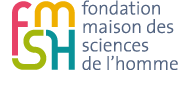 fmsh
fondation
maison des
sciences
de l'homme